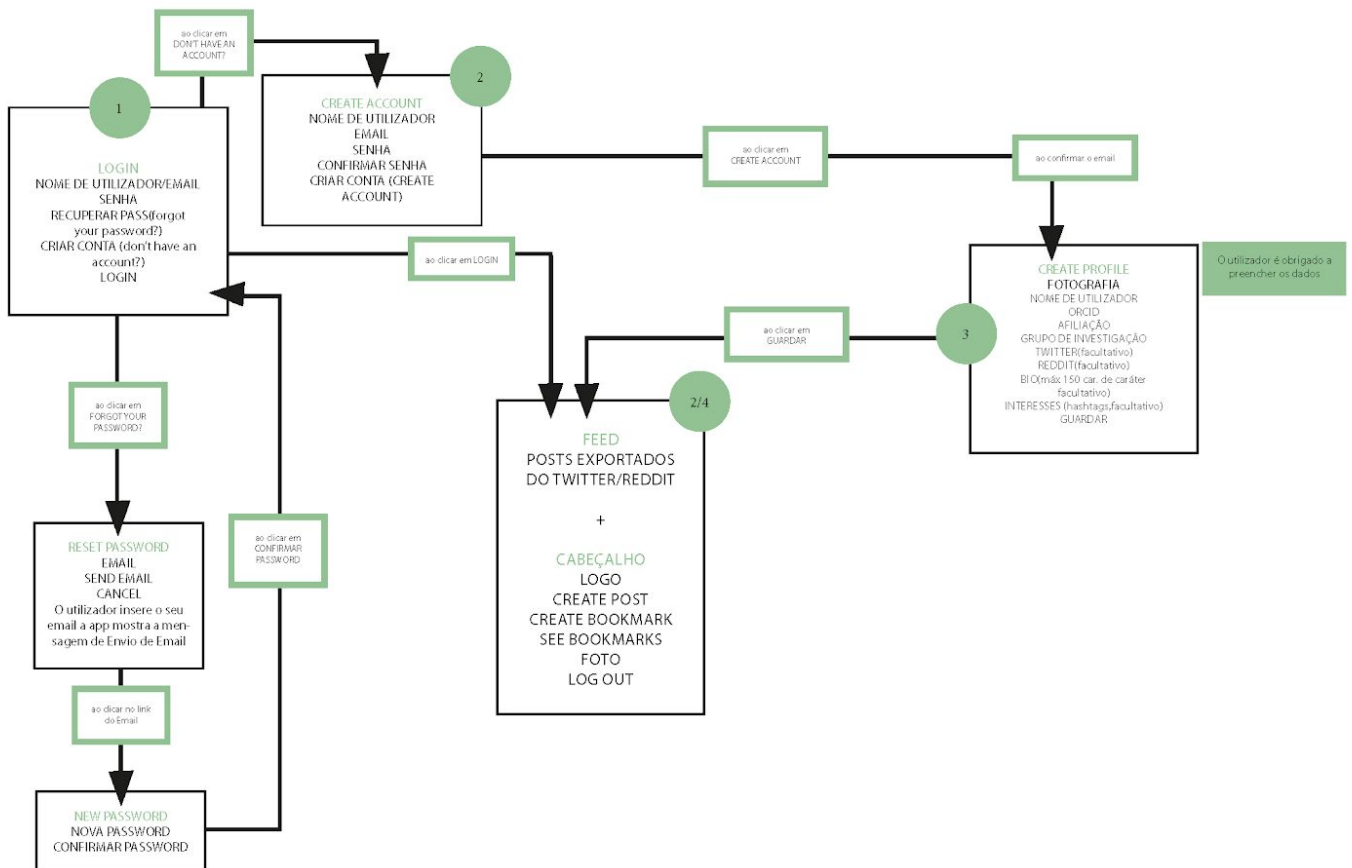 ao clicar em
DON'T HAVE AN
ACCOUNT?
1
LOGIN
NOME DE UTILIZADOR/EMAIL
SENHA
RECUPERAR PASS(forgot
your password?)
CRIAR CONTA (don't have an
account?)
LOGIN
2
CREATE ACCOUNT
NOME DE UTILIZADOR
EMAIL
SENHA
CONFIRMAR SENHA
CRIAR CONTA (CREATE
ACCOUNT)
ao clicar em
CREATE ACCOUNT
ao confirmar o email
ao clicar em LOGIN
CREATE PROFILE
FOTOGRAFIA
NOME DE UTILIZADOR
ORCID
AFILIAÇÃO
GRUPO DE INVESTIGAÇÃO
TWITTER(facultativo)
REDDIT(facultativo)
BIO(máx 150 car. de caráter
facultativo)
INTERESSES (hashtags,facultativo)
GUARDAR
3
O utilizador é obrigado a
preencher os dados
ao clicar em
GUARDAR
2/4
FEED
POSTS EXPORTADOS
DO TWITTER/REDDIT
+
CABEÇALHO
LOGO
CREATE POST
CREATE BOOKMARK
SEE BOOKMARKS
FOTO
LOG OUT
ao clicar em
FORGOT YOUR
PASSWORD?
RESET PASSWORD
EMAIL
SEND EMAIL
CANCEL
O utilizador insere o seu
email a app mostra a men-
sagem de Envio de Email
ao clicar em
CONFIRMAR
PASSWORD
ao clicar no link
do Email
NEW PASSWORD
NOVA PASSWORD
CONFIRMAR PASSWORD